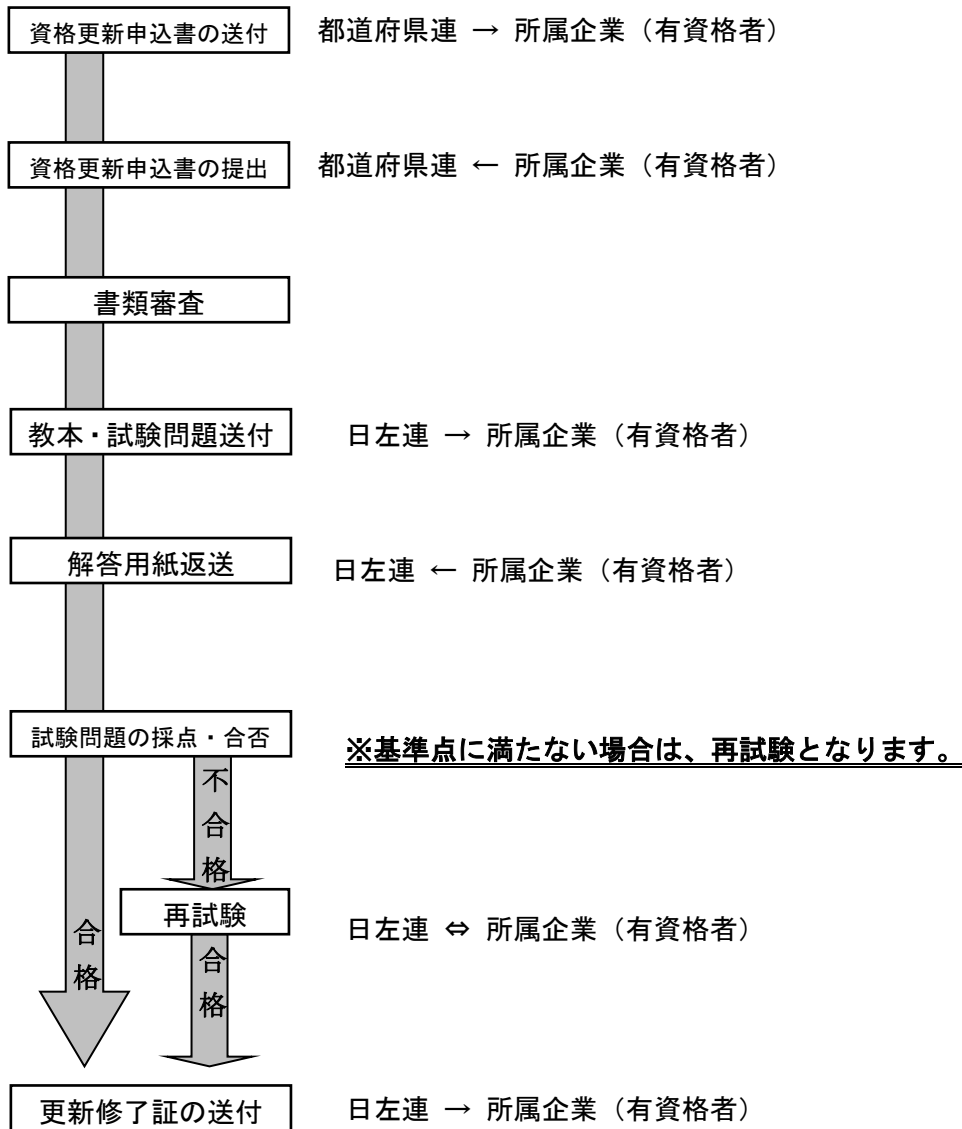 資格更新申込書の送付 都道府県連 → 所属企業（有資格者）
資格更新申込書の提出 都道府県連 ← 所属企業（有資格者）
書類審査
教本・試験問題送付 日左連 → 所属企業（有資格者）
解答用紙返送 日左連 ← 所属企業（有資格者）
試験問題の採点・合否 ※基準点に満たない場合は、再試験となります。
不合格
再試験 日左連 ⇔ 所属企業（有資格者）
合格
合格
更新修了証の送付 日左連 → 所属企業（有資格者）